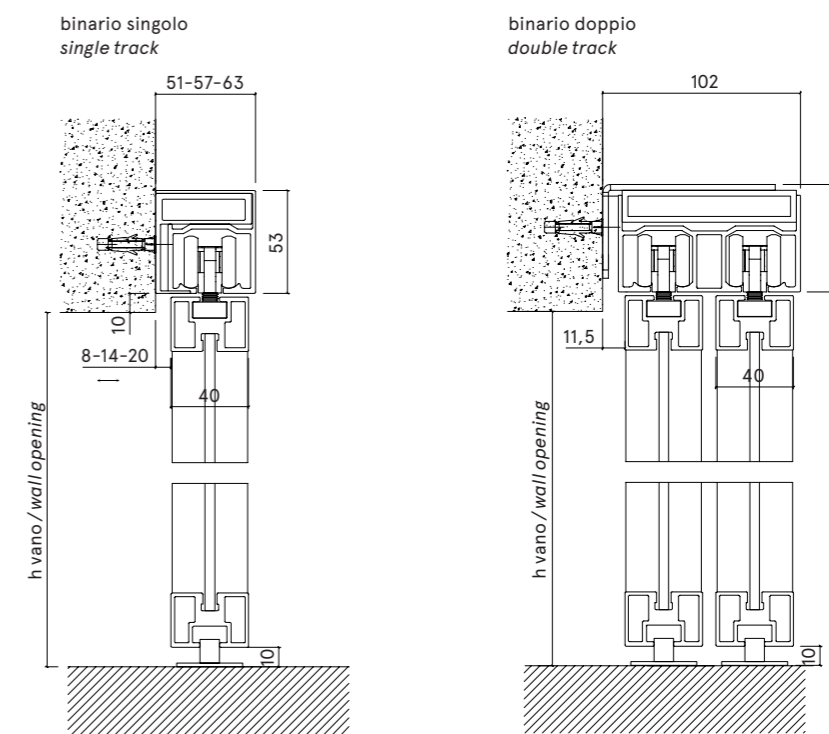 binario singolo
single track
51-57-63
53
10
8-14-20
40
h vano / wall opening
10
binario doppio
double track
102
11,5
40
h vano / wall opening
10